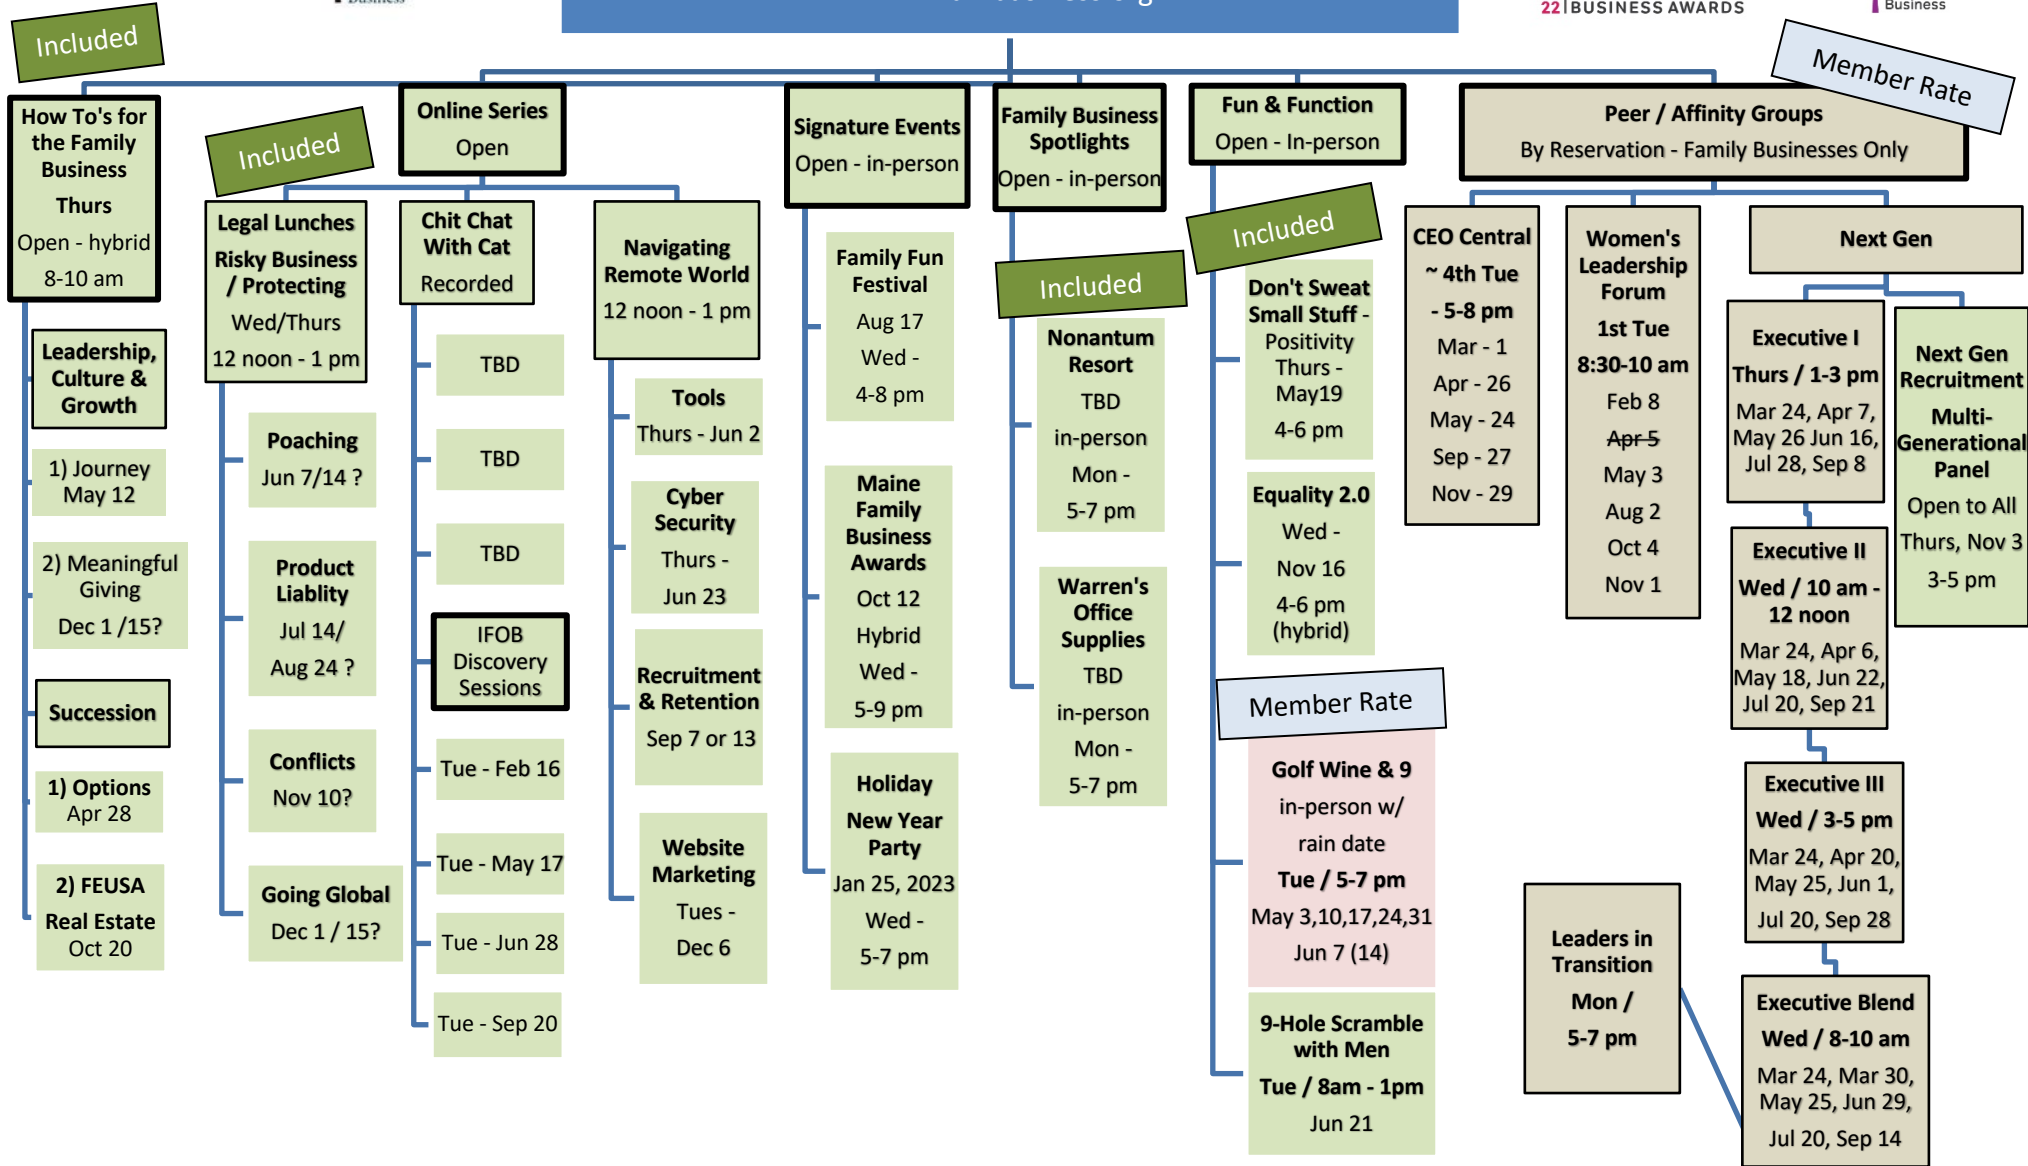 Business
22|BUSINESS AWARDS
Business
Included
Member Rate
How To's for
the Family
Business
Thurs
Open - hybrid
8-10 am
Leadership,
Culture &
Growth
1) Journey
May 12
2) Meaningful
Giving
Dec 1 /15?
Succession
1) Options
Apr 28
2) FEUSA
Real Estate
Oct 20
Online Series
Open
Included
Legal Lunches
Risky Business
/ Protecting
Wed/Thurs
12 noon - 1 pm
Poaching
Jun 7/14 ?
Product
Liablity
Jul 14/
Aug 24 ?
Conflicts
Nov 10?
Going Global
Dec 1 / 15?
Chit Chat
With Cat
Recorded
TBD
TBD
TBD
IFOB
Discovery
Sessions
Tue - Feb 16
Tue - May 17
Tue - Jun 28
Tue - Sep 20
Navigating
Remote World
12 noon - 1 pm
Tools
Thurs - Jun 2
Cyber
Security
Thurs -
Jun 23
Recruitment
& Retention
Sep 7 or 13
Website
Marketing
Tues -
Dec 6
Signature Events
Open - in-person
Family Fun
Festival
Aug 17
Wed -
4-8 pm
Maine
Family
Business
Awards
Oct 12
Hybrid
Wed -
5-9 pm
Holiday
New Year
Party
Jan 25, 2023
Wed -
5-7 pm
Family Business
Spotlights
Open - in-person
Included
Nonantum
Resort
TBD
in-person
Mon -
5-7 pm
Warren's
Office
Supplies
TBD
in-person
Mon -
5-7 pm
Fun & Function
Open - In-person
Included
Don't Sweat
Small Stuff -
Positivity
Thurs -
May19
4-6 pm
Equality 2.0
Wed -
Nov 16
4-6 pm
(hybrid)
Member Rate
Golf Wine & 9
in-person w/
rain date
Tue / 5-7 pm
May 3,10,17,24,31
Jun 7 (14)
9-Hole Scramble
with Men
Tue / 8am - 1pm
Jun 21
Peer / Affinity Groups
By Reservation - Family Businesses Only
CEO Central
~ 4th Tue
- 5-8 pm
Mar - 1
Apr - 26
May - 24
Sep - 27
Nov - 29
Women's
Leadership
Forum
1st Tue
8:30-10 am
Feb 8
Apr 5
May 3
Aug 2
Oct 4
Nov 1
Next Gen
Executive I
Thurs / 1-3 pm
Mar 24, Apr 7,
May 26 Jun 16,
Jul 28, Sep 8
Executive II
Wed / 10 am -
12 noon
Mar 24, Apr 6,
May 18, Jun 22,
Jul 20, Sep 21
Executive III
Wed / 3-5 pm
Mar 24, Apr 20,
May 25, Jun 1,
Jul 20, Sep 28
Executive Blend
Wed / 8-10 am
Mar 24, Mar 30,
May 25, Jun 29,
Jul 20, Sep 14
Leaders in
Transition
Mon /
5-7 pm
Next Gen
Recruitment
Multi-
Generational
Panel
Open to All
Thurs, Nov 3
3-5 pm